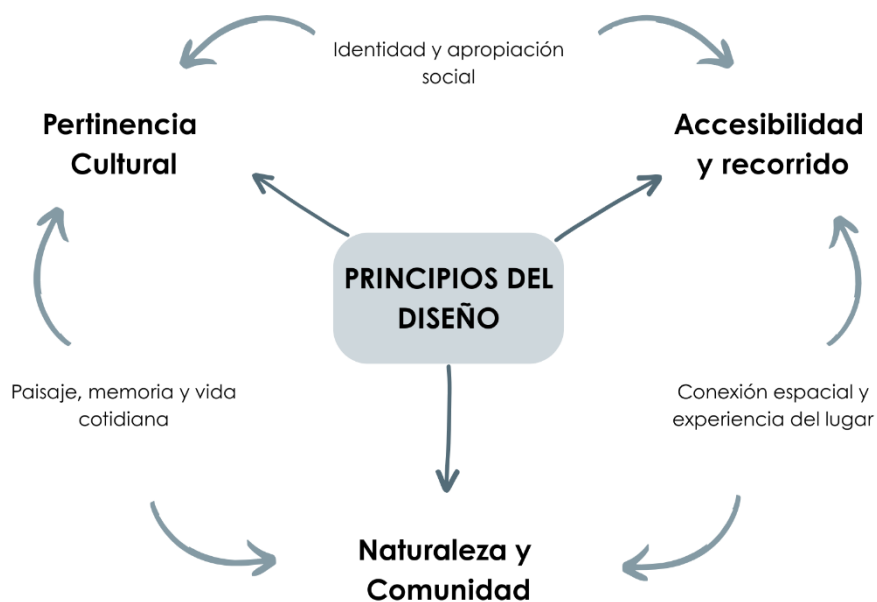 Identidad y apropiación
social
Pertinencia
Cultural
Accesibilidad
y recorrido
PRINCIPIOS DEL
DISEÑO
Paisaje, memoria y vida
cotidiana
Conexión espacial y
experiencia del lugar
Naturaleza y
Comunidad